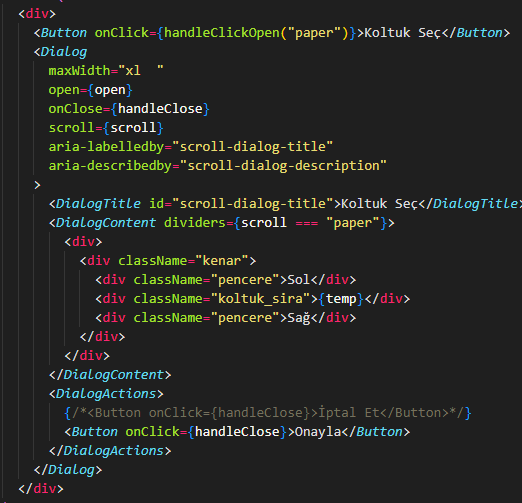 <div>
<Button onClick={handleClickOpen("paper")}>Koltuk Seç</Button>
<Dialog
maxWidth="xl  "
open={open}
onClose={handleClose}
scroll={scroll}
aria-labelledby="scroll-dialog-title"
aria-describedby="scroll-dialog-description"
>
<DialogTitle id="scroll-dialog-title">Koltuk Seç</DialogTitle>
<DialogContent dividers={scroll === "paper"}>
<div>
<div className="kenar">
<div className="pencere">Sol</div>
<div className="koltuk_sira">{temp}</div>
<div className="pencere">Sağ</div>
</div>
</div>
</DialogContent>
<DialogActions>
{/*<Button onClick={handleClose}>İptal Et</Button>*/}
<Button onClick={handleClose}>Onayla</Button>
</DialogActions>
</Dialog>
</div>